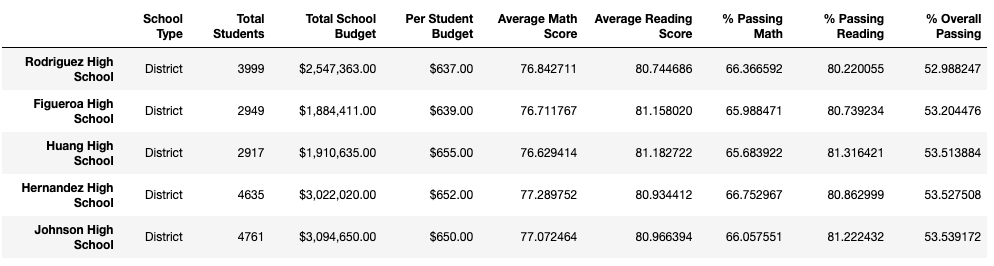 School Type Total Students Total School Budget Per Student Budget Average Math Score Average Reading Score % Passing Math % Passing Reading % Overall Passing
Rodriguez High School District 3999 $2,547,363.00 $637.00 76.842711 80.744686 66.366592 80.220055 52.988247
Figueroa High School District 2949 $1,884,411.00 $639.00 76.711767 81.158020 65.988471 80.739234 53.204476
Huang High School District 2917 $1,910,635.00 $655.00 76.629414 81.182722 65.683922 81.316421 53.513884
Hernandez High School District 4635 $3,022,020.00 $652.00 77.289752 80.934412 66.752967 80.862999 53.527508
Johnson High School District 4761 $3,094,650.00 $650.00 77.072464 80.966394 66.057551 81.222432 53.539172